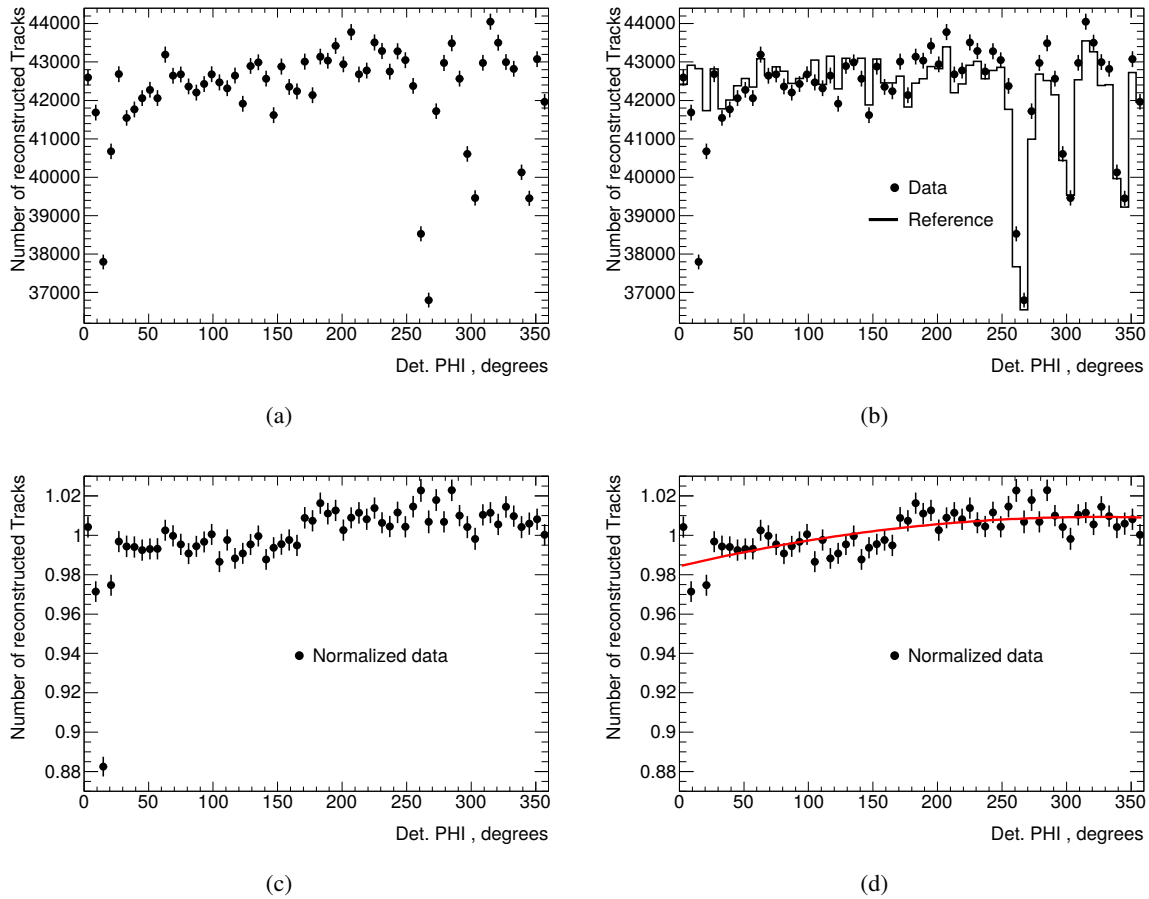 Number of reconstructed Tracks
44000
43000
42000
41000
40000
39000
38000
37000
0 50 100 150 200 250 300 350
Det. PHI , degrees
(a)
Number of reconstructed Tracks
44000
43000
42000
41000
40000
39000
38000
37000
Data
Reference
0 50 100 150 200 250 300 350
Det. PHI , degrees
(b)
Number of reconstructed Tracks
1.02
1
0.98
0.96
0.94
0.92
0.9
0.88
Normalized data
0 50 100 150 200 250 300 350
Det. PHI , degrees
(c)
Number of reconstructed Tracks
1.02
1
0.98
0.96
0.94
0.92
0.9
0.88
Normalized data
0 50 100 150 200 250 300 350
Det. PHI , degrees
(d)